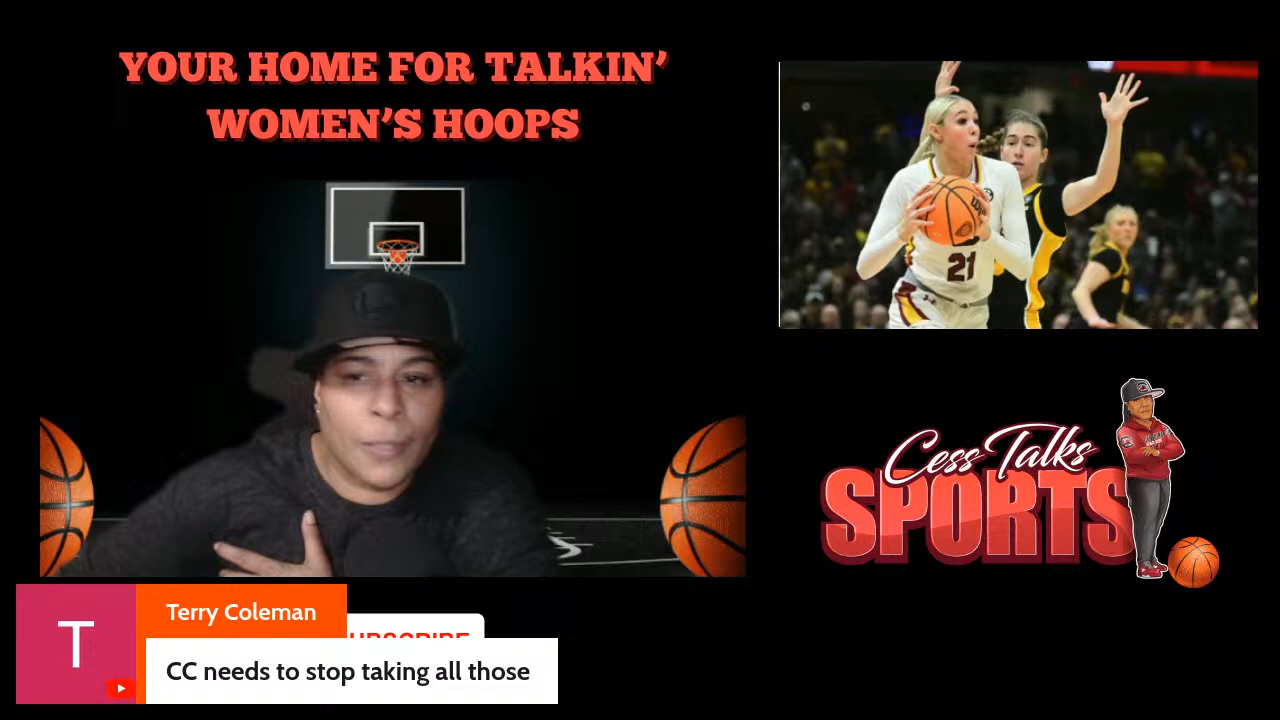 YOUR HOME FOR TALKIN'
WOMEN'S HOOPS
21
Cess Talks
SPORTS
T
Terry Coleman
UBSCRIBE
CC needs to stop taking all those